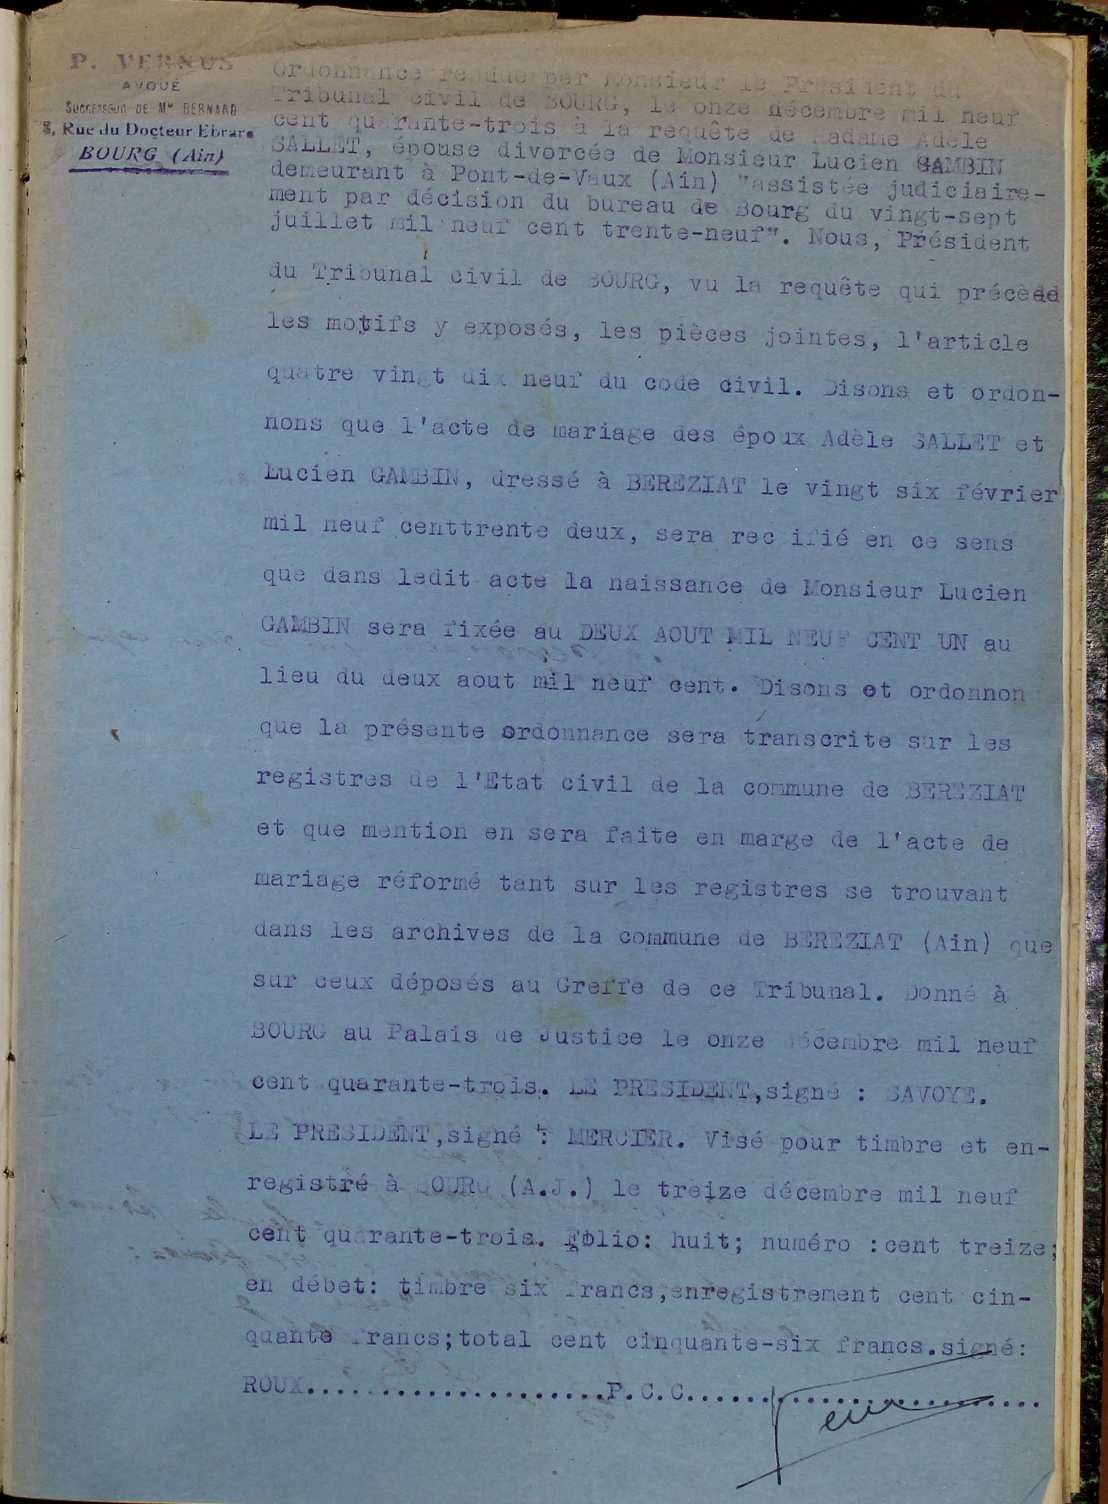 P. VERNUS
AVOUÉ
SUCCESSEUR DE Me BERNARD
8, Rue du Docteur Ebrard
BOURG (Ain)
Ordonnance rendue par Monsieur le Président du
Tribunal civil de BOURG, le onze décembre mil neuf
cent quarante-trois à la requête de Madame Adèle
SALLET, épouse divorcée de Monsieur Lucien GAMBIN
demeurant à Pont-de-Vaux (Ain) "assistée judiciaire-
ment par décision du bureau de Bourg du vingt-sept
juillet mil neuf cent trente-neuf". Nous, Président
du Tribunal civil de BOURG, vu la requête qui précèdd
les motifs y exposés, les pièces jointes, l'article
quatre vingt dix neuf du code civil. Disons et ordon-
nons que l'acte de mariage des époux Adèle SALLET et
Lucien GAMBIN, dressé à BEREZIAT le vingt six février
mil neuf centtrente deux, sera rectifié en ce sens
que dans ledit acte la naissance de Monsieur Lucien
GAMBIN sera fixée au DEUX AOUT MIL NEUF CENT UN au
lieu du deux aout mil neuf cent. Disons et ordonnon
que la présente ordonnance sera transcrite sur les
registres de l'Etat civil de la commune de BEREZIAT
et que mention en sera faite en marge de l'acte de
mariage réformé tant sur les registres se trouvant
dans les archives de la commune de BEREZIAT (Ain) que
sur ceux déposés au Greffe de ce Tribunal. Donné à
BOURG au Palais de Justice le onze décembre mil neuf
cent quarante-trois. LE PRESIDENT,signé : SAVOYE.
LE PRESIDENT,signé : MERCIER. Visé pour timbre et en-
registré à BOURG (A.J.) le treize décembre mil neuf
cent quarante-trois. Folio: huit; numéro :cent treize;
en débet: timbre six francs,enregistrement cent cin-
quante francs;total cent cinquante-six francs.signé:
ROUX....................P.C.C........................